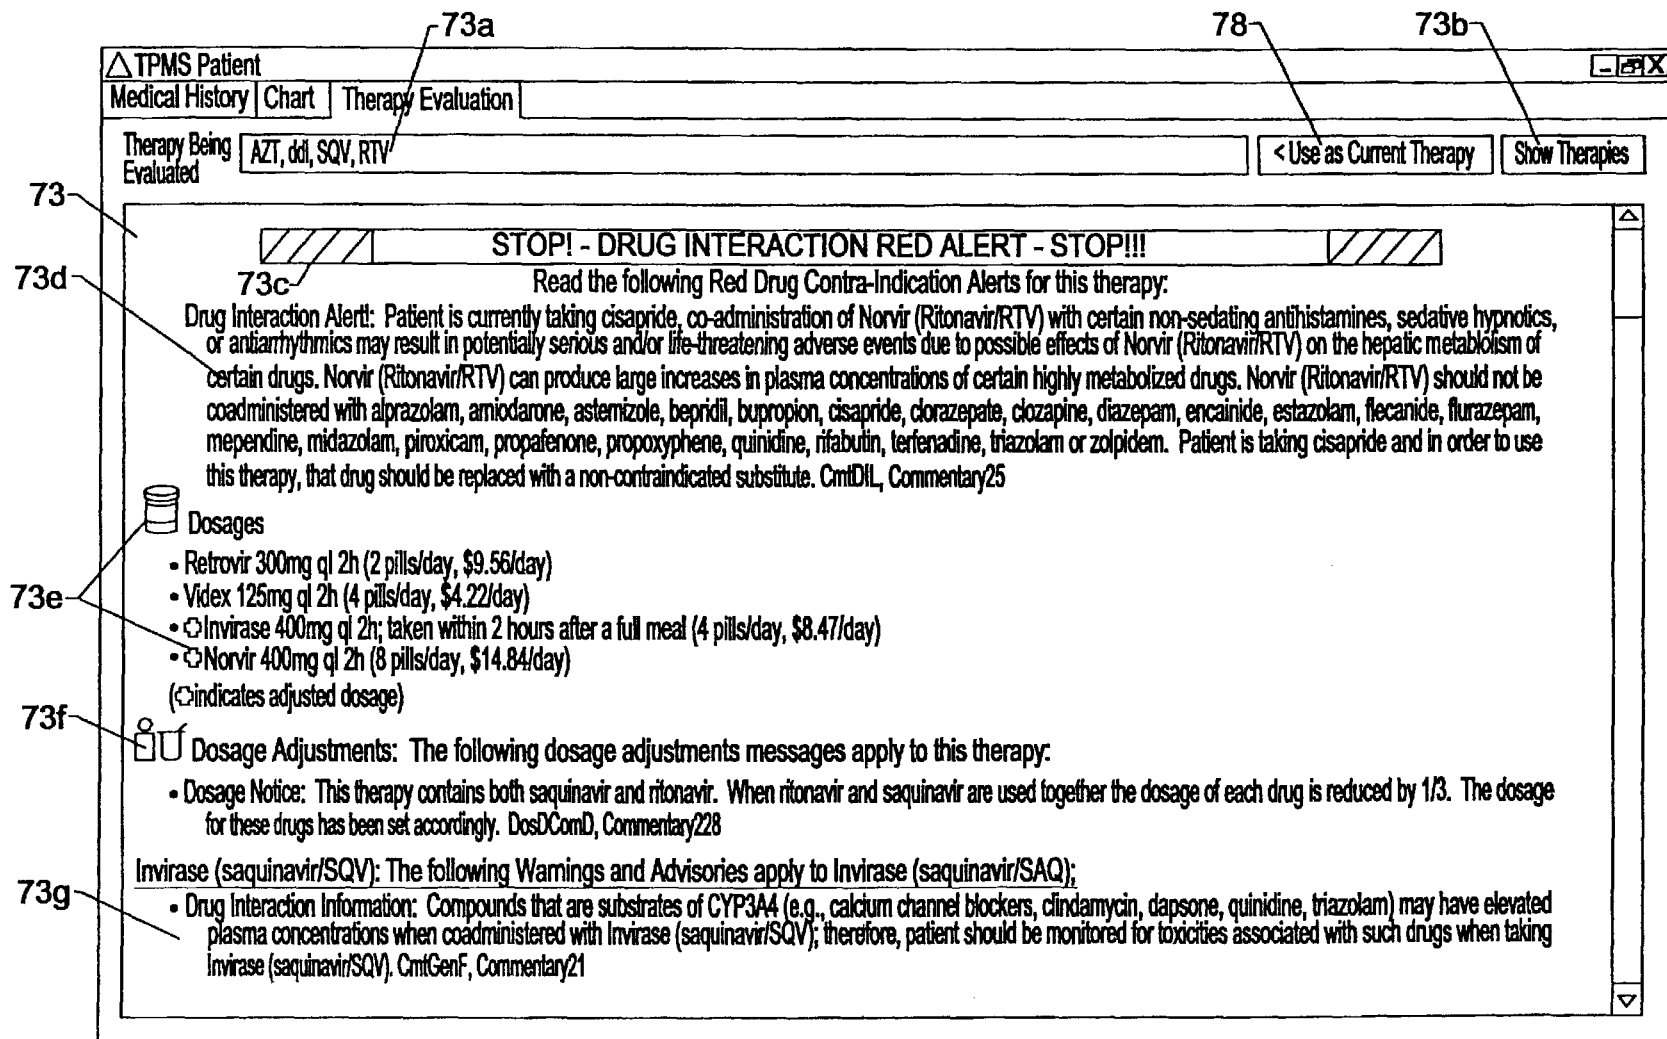 73a
78
73b
TPMS Patient
Medical History Chart Therapy Evaluation
Therapy Being Evaluated
AZT, ddl, SQV, RTV
< Use as Current Therapy
Show Therapies
73
STOP! - DRUG INTERACTION RED ALERT - STOP!!!
73c
73d
Read the following Red Drug Contra-Indication Alerts for this therapy:
Drug Interaction Alert!: Patient is currently taking cisapride, co-administration of Norvir (Ritonavir/RTV) with certain non-sedating antihistamines, sedative hypnotics,
or antiarrhythmics may result in potentially serious and/or life-threatening adverse events due to possible effects of Norvir (Ritonavir/RTV) on the hepatic metablolism of
certain drugs. Norvir (Ritonavir/RTV) can produce large increases in plasma concentrations of certain highly metabolized drugs. Norvir (Ritonavir/RTV) should not be
coadministered with alprazolam, amiodarone, astemizole, bepridil, bupropion, cisapride, clorazepate, clozapine, diazepam, encainide, estazolam, flecanide, flurazepam,
mependine, midazolam, piroxicam, propafenone, propoxyphene, quinidine, rifabutin, terfenadine, triazolam or zolpidem. Patient is taking cisapride and in order to use
this therapy, that drug should be replaced with a non-contraindicated substitute. CmtDIL, Commentary25
Dosages
• Retrovir 300mg ql 2h (2 pills/day, $9.56/day)
73e
• Videx 125mg ql 2h (4 pills/day, $4.22/day)
• Invirase 400mg ql 2h; taken within 2 hours after a full meal (4 pills/day, $8.47/day)
• Norvir 400mg ql 2h (8 pills/day, $14.84/day)
(indicates adjusted dosage)
73f
Dosage Adjustments: The following dosage adjustments messages apply to this therapy:
• Dosage Notice: This therapy contains both saquinavir and ritonavir. When ritonavir and saquinavir are used together the dosage of each drug is reduced by 1/3. The dosage
for these drugs has been set accordingly. DosDComD, Commentary228
Invirase (saquinavir/SQV): The following Warnings and Advisories apply to Invirase (saquinavir/SAQ);
73g
• Drug Interaction Information: Compounds that are substrates of CYP3A4 (e.g., calcium channel blockers, clindamycin, dapsone, quinidine, triazolam) may have elevated
plasma concentrations when coadministered with Invirase (saquinavir/SQV); therefore, patient should be monitored for toxicities associated with such drugs when taking
Invirase (saquinavir/SQV). CmtGenF, Commentary21